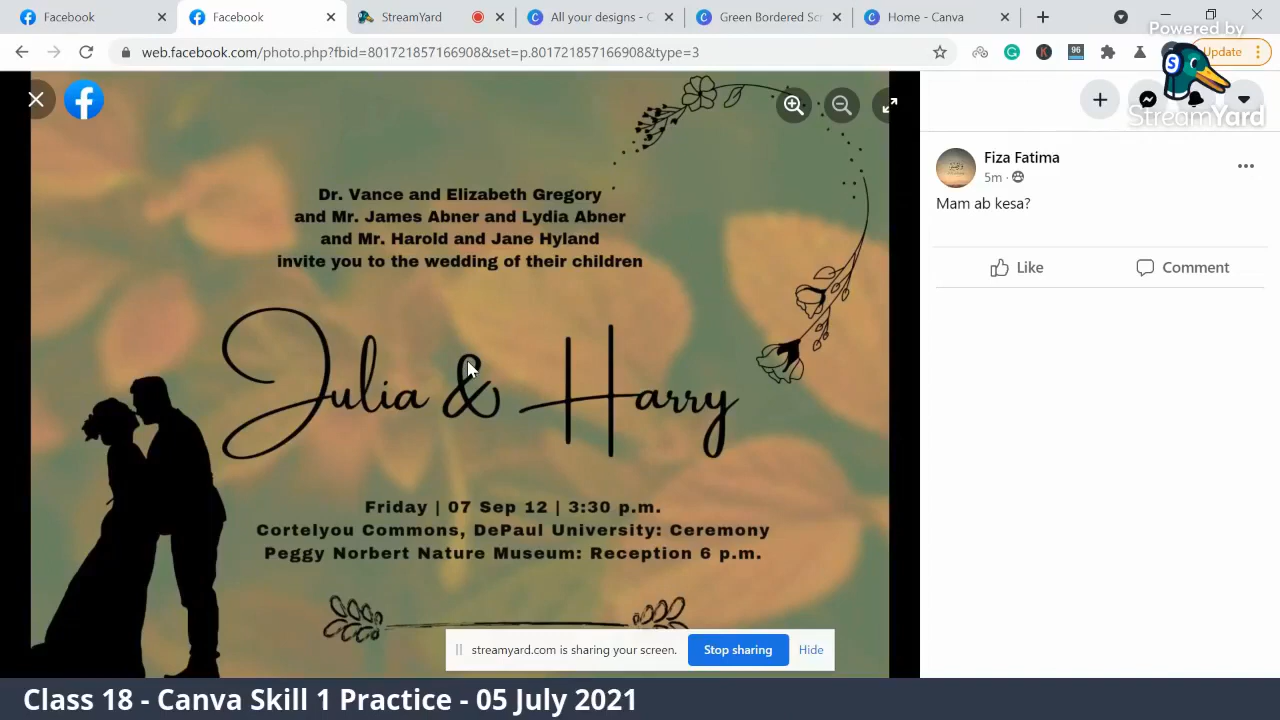 Facebook
Facebook
StreamYard
All your designs - C
Green Bordered Scr
Home - Canva
web.facebook.com/photo.php?fbid=801721857166908&set=p.801721857166908&type=3
96
Update
Powered by
StreamYard
Fiza Fatima
5m
Mam ab kesa?
Like
Comment
Dr. Vance and Elizabeth Gregory
and Mr. James Abner and Lydia Abner
and Mr. Harold and Jane Hyland
invite you to the wedding of their children
Julia & Harry
Friday | 07 Sep 12 | 3:30 p.m.
Cortelyou Commons, DePaul University: Ceremony
Peggy Norbert Nature Museum: Reception 6 p.m.
streamyard.com is sharing your screen.
Stop sharing
Hide
Class 18 - Canva Skill 1 Practice - 05 July 2021